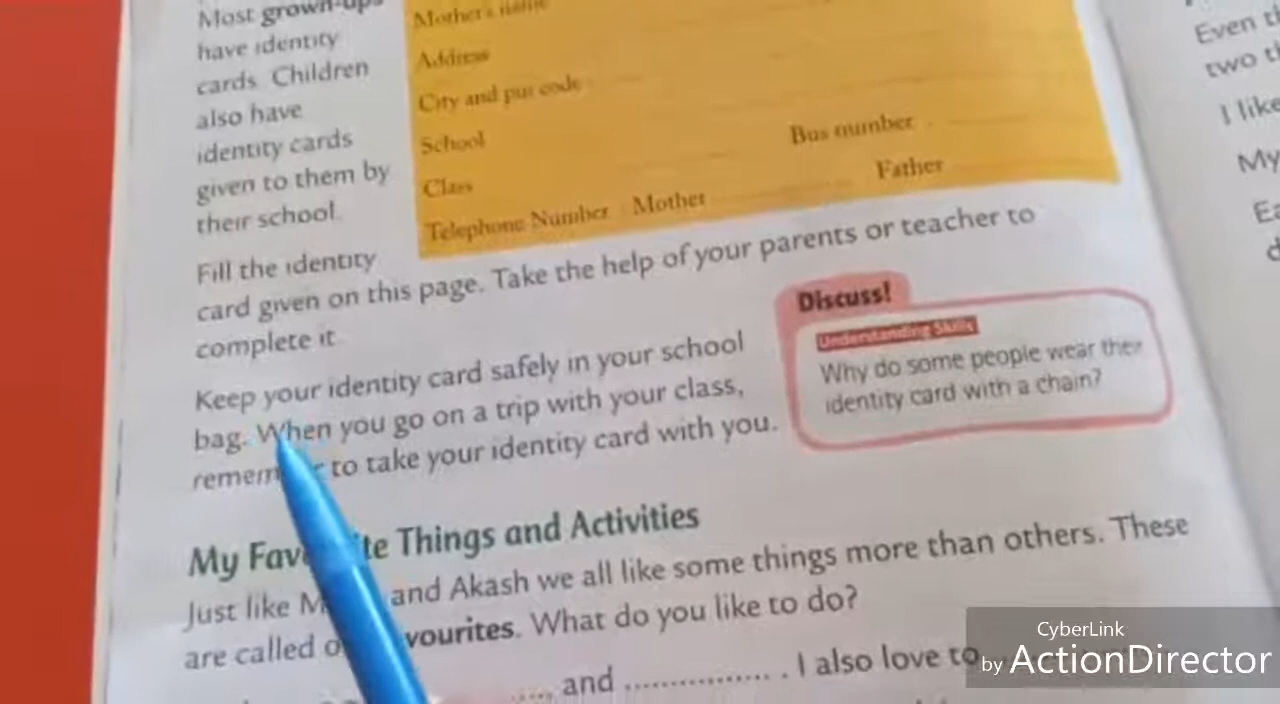 Most grown-ups
have identity
cards. Children
also have
identity cards
given to them by
their school.
Mother's name
Address
City and pin code
School
Bus number
Class
Telephone Number : Mother
Father
Fill the identity
card given on this page. Take the help of your parents or teacher to
complete it.
Keep your identity card safely in your school
bag. When you go on a trip with your class,
to take your identity card with you.
Discuss!
Understanding Skills
Why do some people wear their
identity card with a chain?
My Things and Activities
Just like and Akash we all like some things more than others. These
are called What do you like to do?
and .............. . I also love to
Even
two
I like
My
CyberLink
by ActionDirector